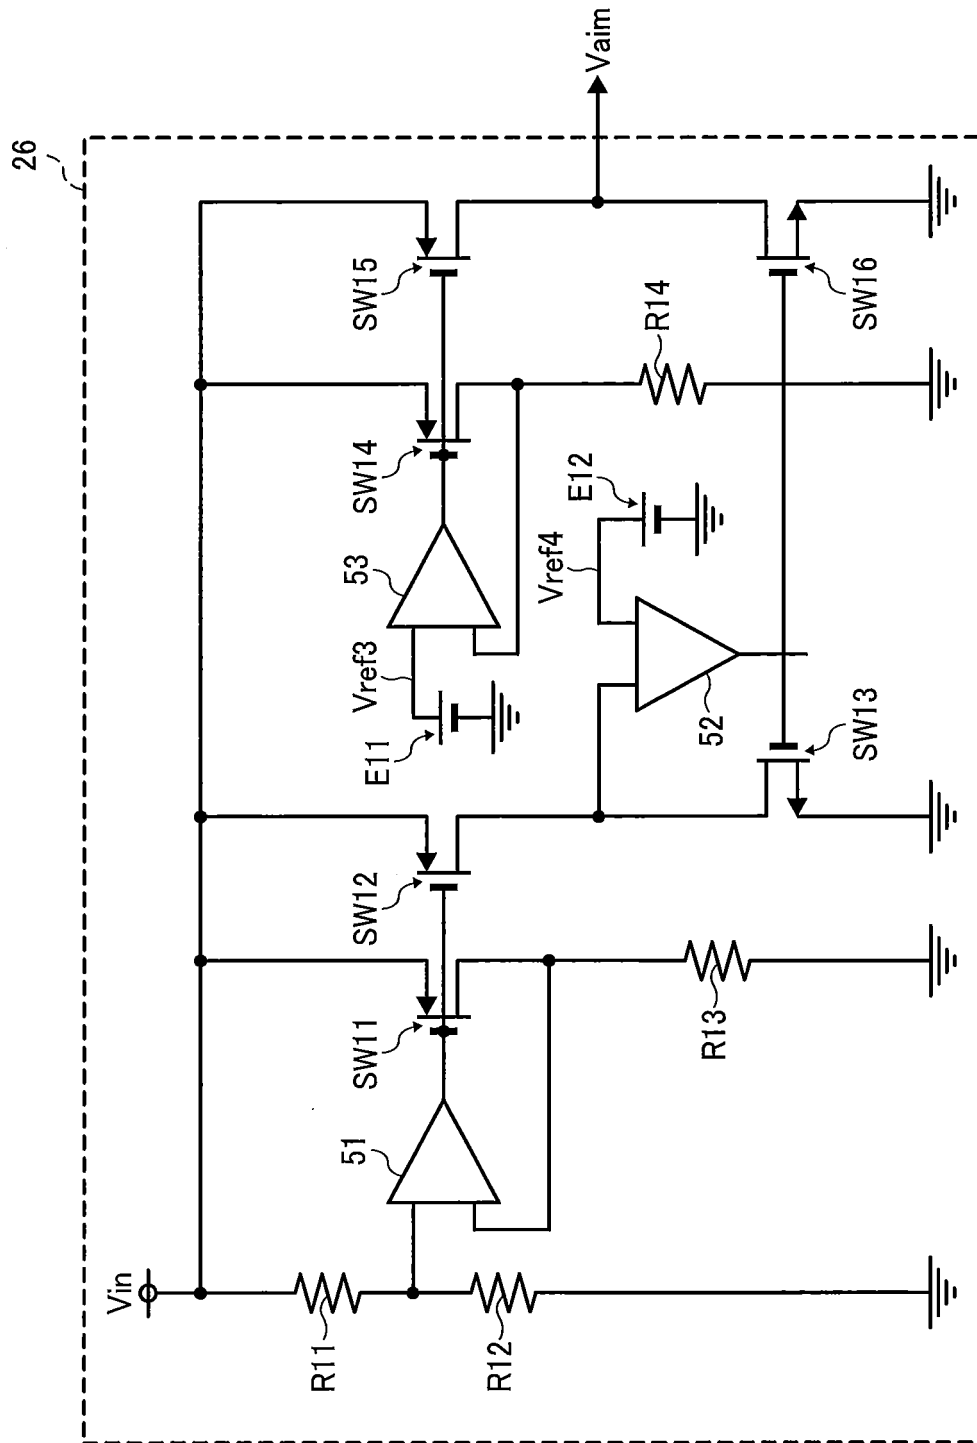 26
Vin
R11
R12
51
SW11
R13
SW12
E11
Vref3
53
SW14
SW15
Vaim
R14
Vref4
E12
52
SW13
SW16